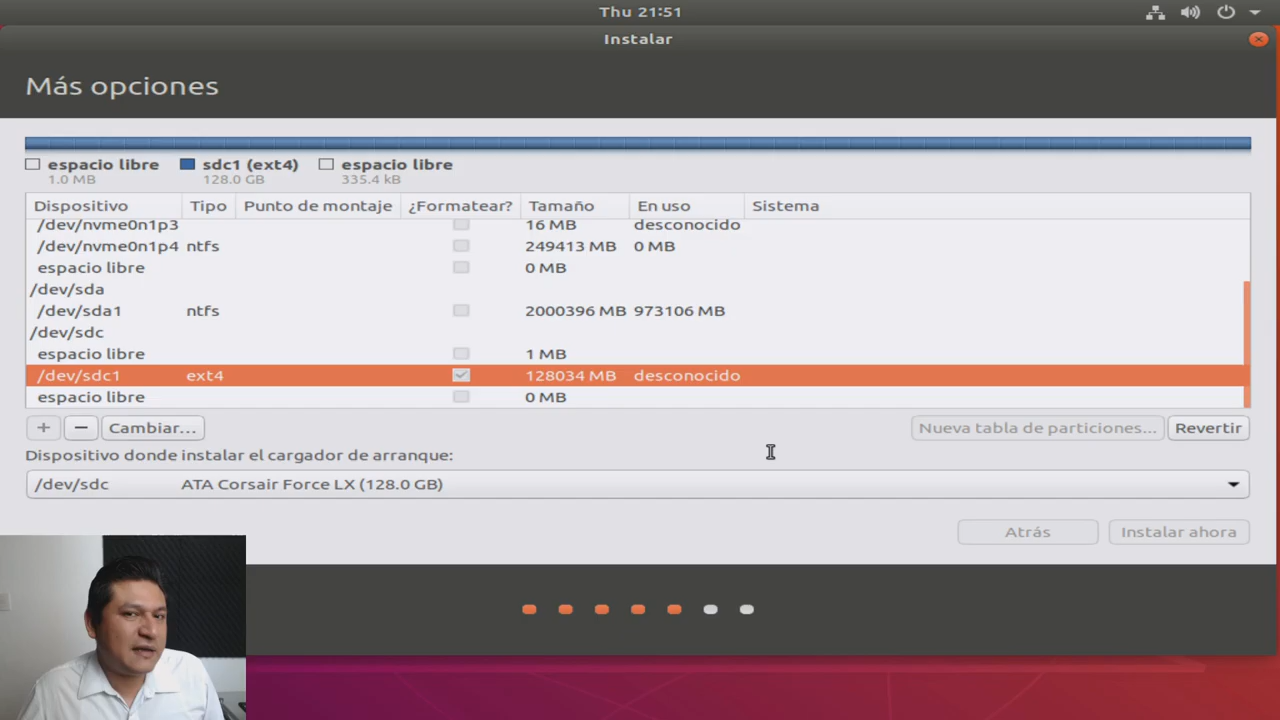 Thu 21:51
Instalar
Más opciones
espacio libre sdc1 (ext4) espacio libre
1.0 MB 128.0 GB 335.4 kB
Dispositivo Tipo Punto de montaje ¿Formatear? Tamaño En uso Sistema
/dev/nvme0n1p3 16 MB desconocido
/dev/nvme0n1p4 ntfs 249413 MB 0 MB
espacio libre 0 MB
/dev/sda
/dev/sda1 ntfs 2000396 MB 973106 MB
/dev/sdc
espacio libre 1 MB
/dev/sdc1 ext4 128034 MB desconocido
espacio libre 0 MB
+ − Cambiar... Nueva tabla de particiones... Revertir
Dispositivo donde instalar el cargador de arranque:
/dev/sdc ATA Corsair Force LX (128.0 GB)
Atrás Instalar ahora